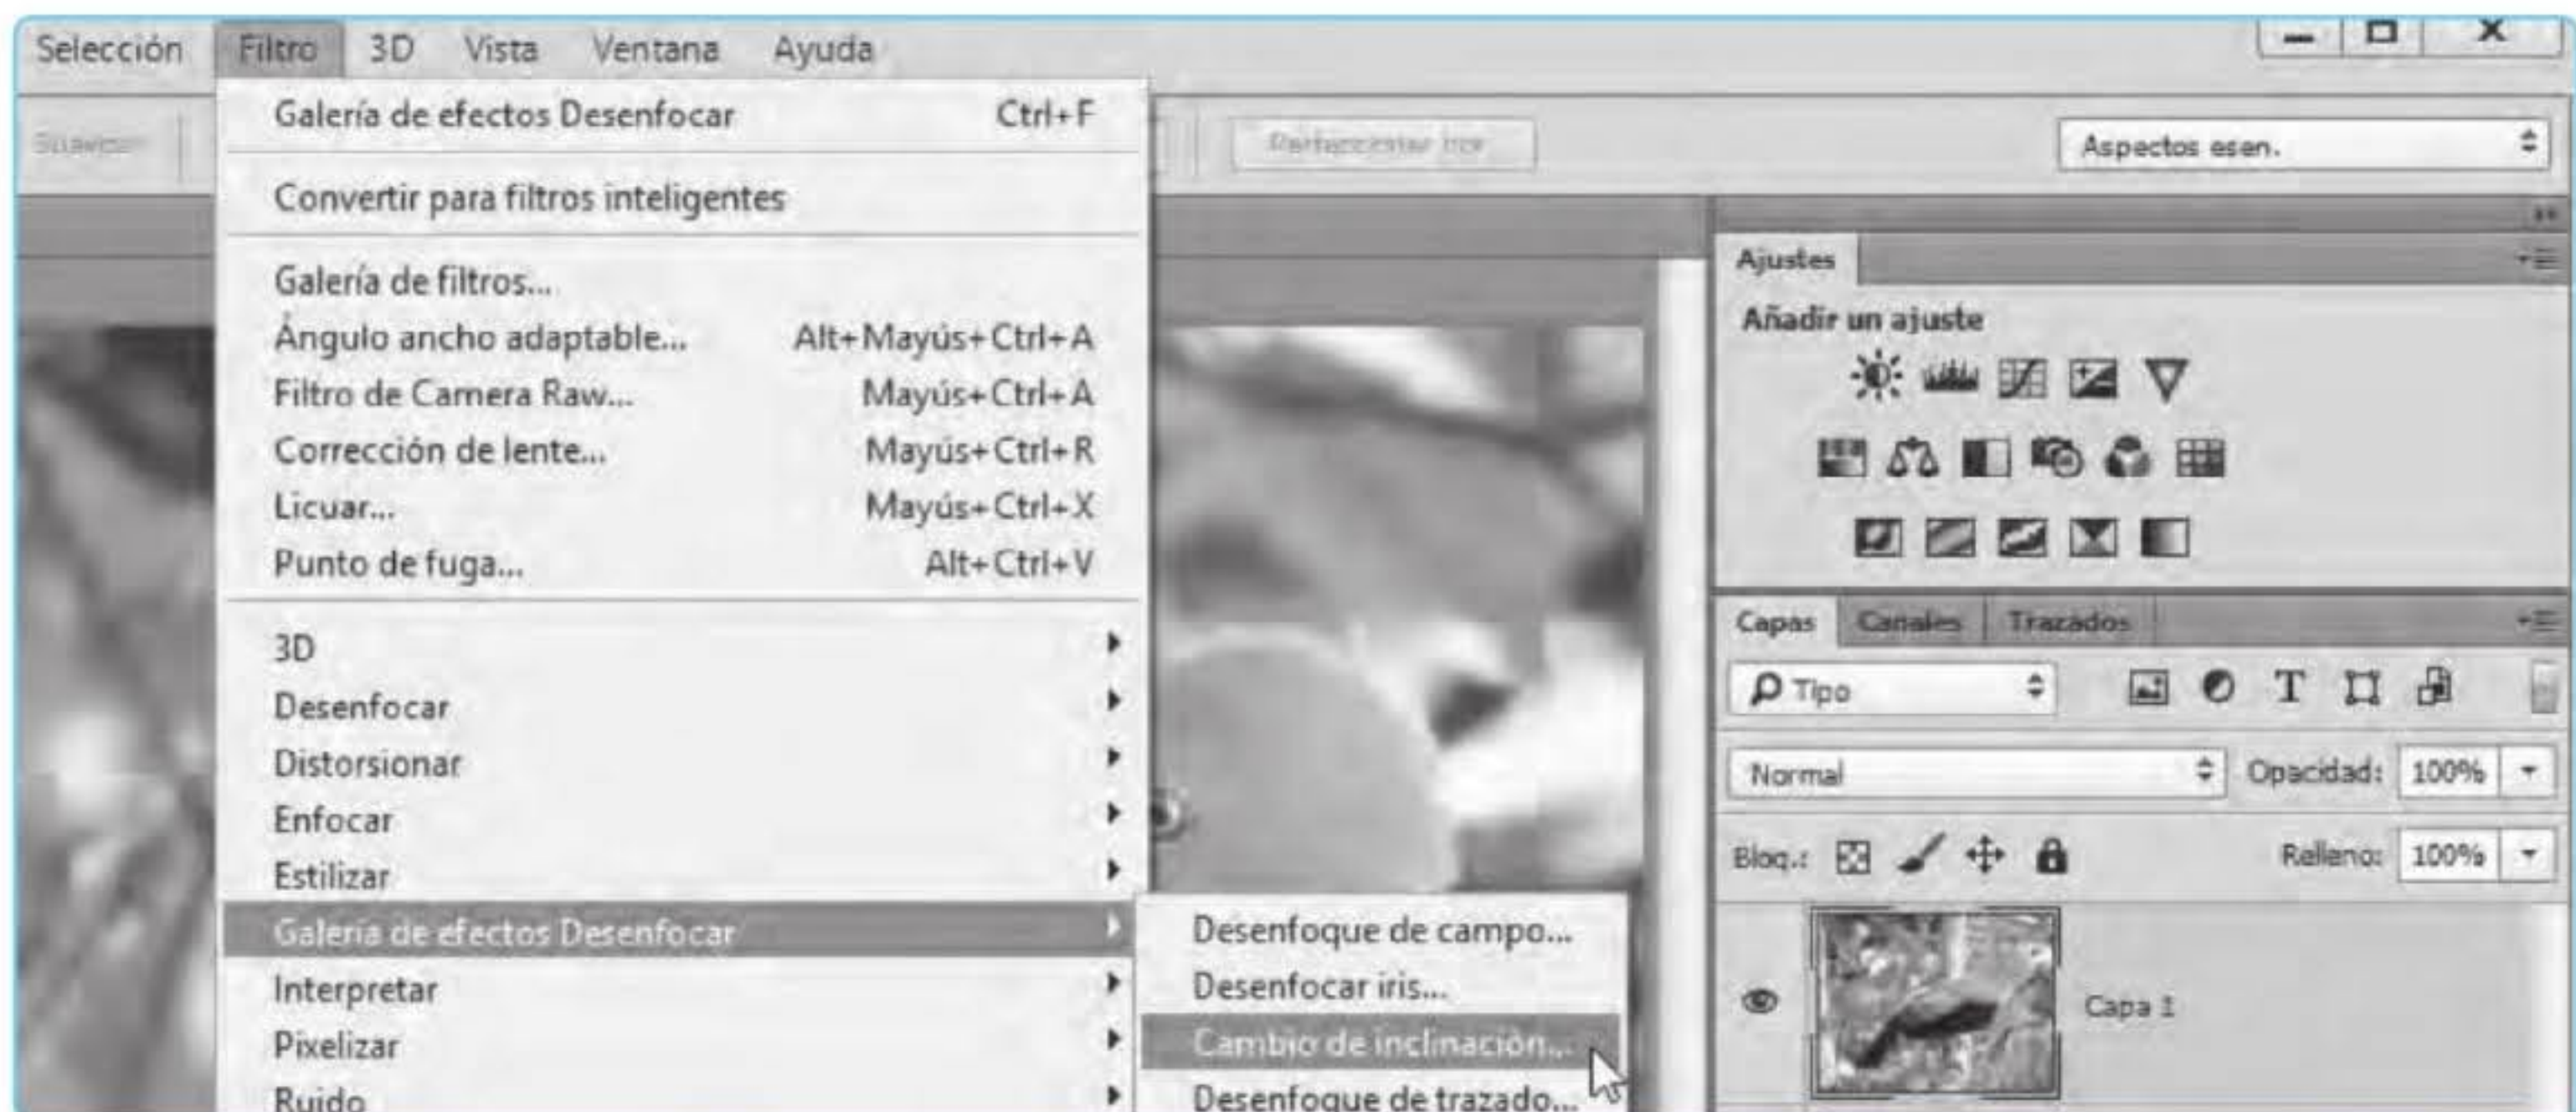 Selección Filtro 3D Vista Ventana Ayuda
Galería de efectos Desenfocar Ctrl+F
Convertir para filtros inteligentes
Galería de filtros...
Ángulo ancho adaptable... Alt+Mayús+Ctrl+A
Filtro de Camera Raw... Mayús+Ctrl+A
Corrección de lente... Mayús+Ctrl+R
Licuar... Mayús+Ctrl+X
Punto de fuga... Alt+Ctrl+V
3D
Desenfocar
Distorsionar
Enfocar
Estilizar
Galería de efectos Desenfocar
Interpretar
Pixelizar
Ruido
Desenfoque de campo...
Desenfocar iris...
Cambio de inclinación...
Desenfoque de trazado...
Aspectos esen.
Ajustes
Añadir un ajuste
Capas Canales Trazados
Tipo
Normal Opacidad: 100%
Bloq.: Relleno: 100%
Capa 1